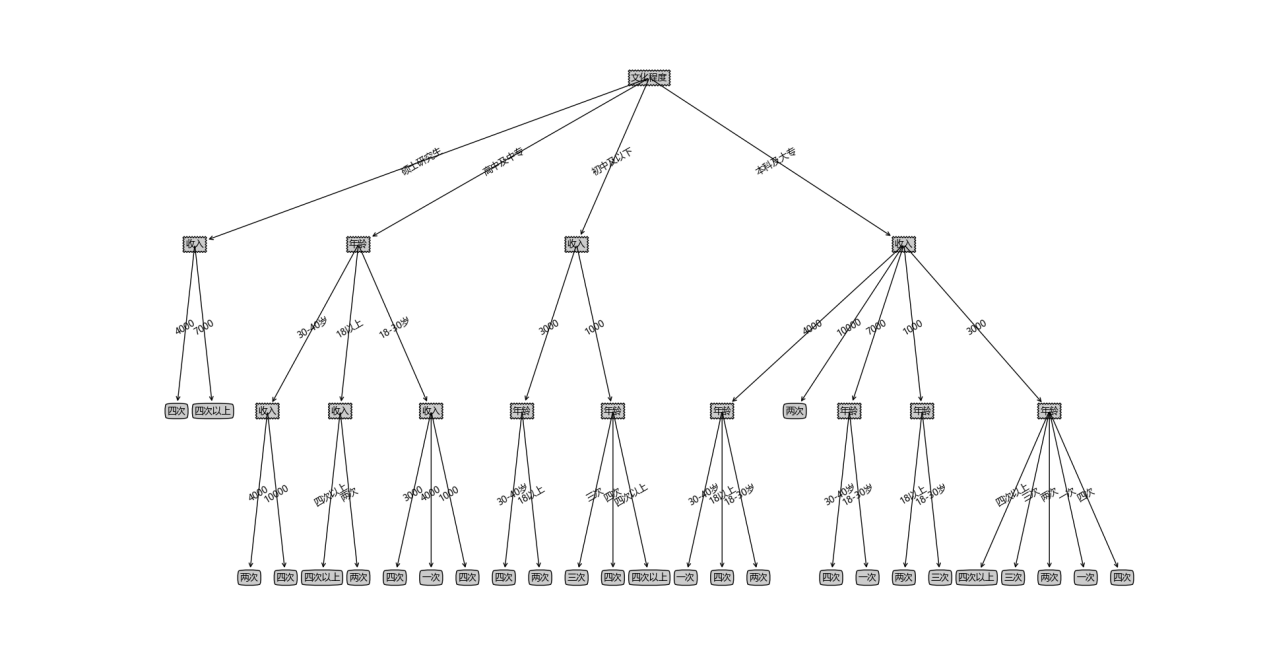 文化程度
硕士研究生 高中及中专 初中及以下 本科及大专
收入 年龄 收入 收入
4000 7000 30-40岁 18以上 18-30岁 3000 1000 4000 10000 7000 1000 3000
四次 四次以上 收入 收入 收入 年龄 年龄 年龄 两次 年龄 年龄 年龄
4000 10000 四次以上 两次 3000 4000 1000 30-40岁 18以上 三次 四次 四次以上 30-40岁 18以上 18-30岁 30-40岁 18-30岁 18以上 18-30岁 四次以上 三次 两次 一次 四次
两次 四次 四次以上 两次 四次 一次 四次 四次 两次 三次 四次 四次以上 一次 四次 两次 四次 一次 两次 三次 四次以上 三次 两次 一次 四次